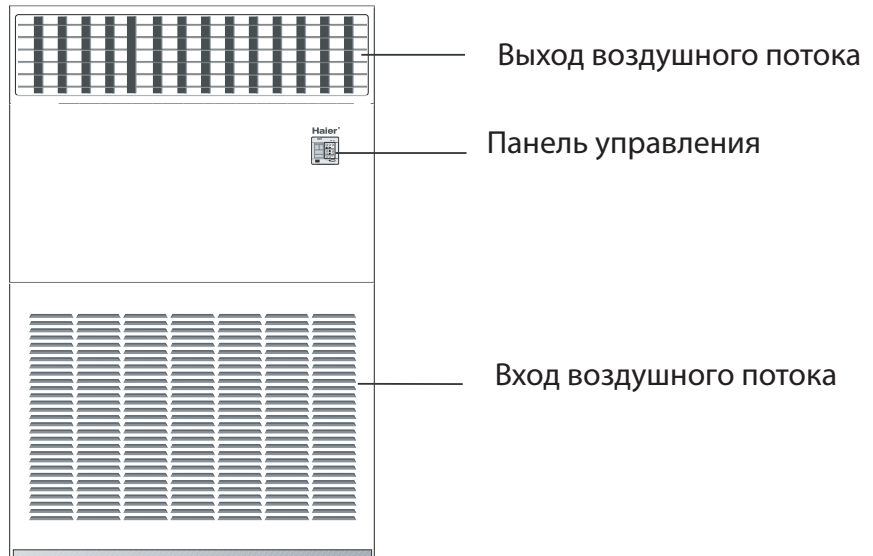 Выход воздушного потока
Haier
Панель управления
Вход воздушного потока